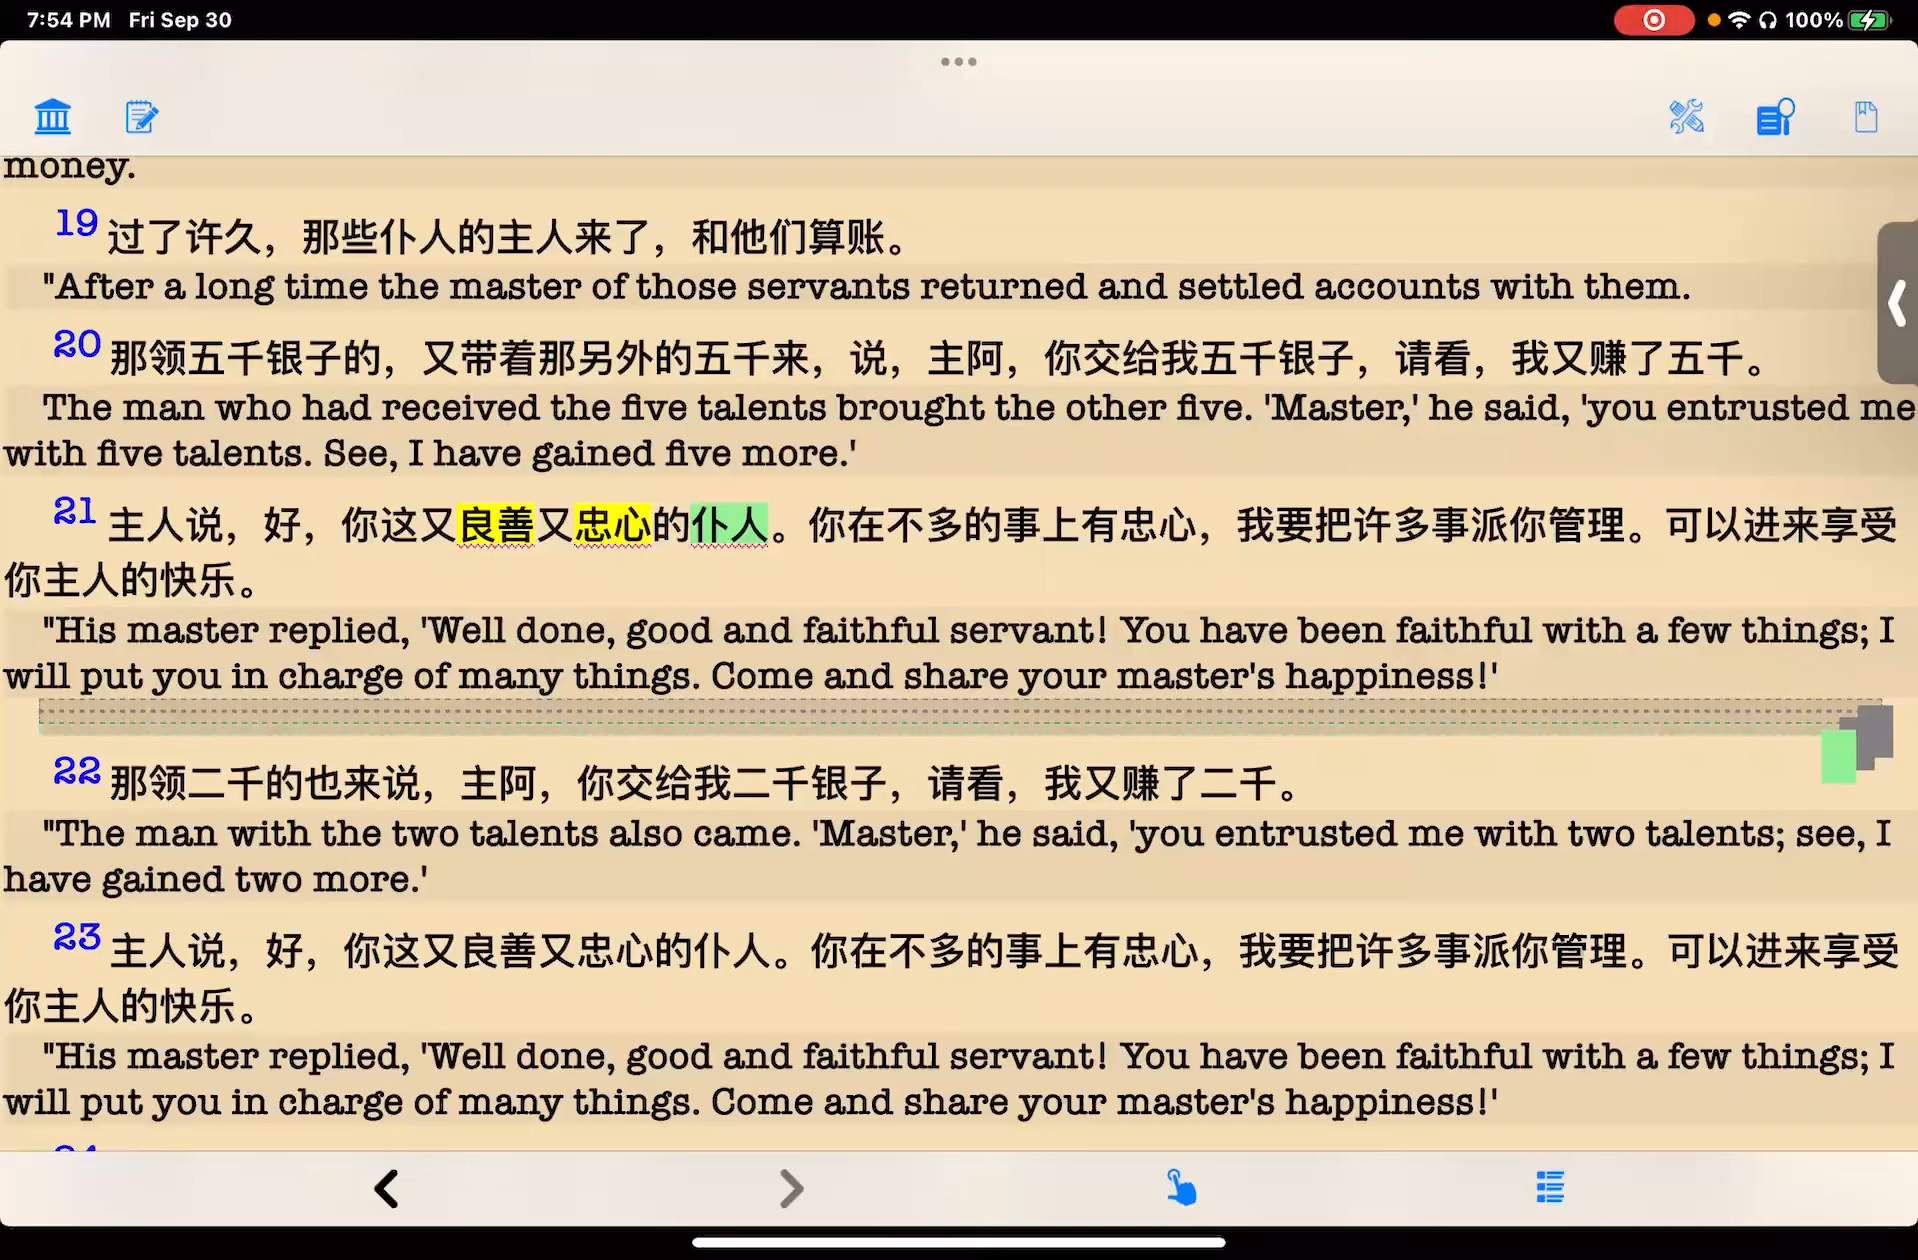 7:54 PM Fri Sep 30
100%
money.
19 过了许久，那些仆人的主人来了，和他们算账。
"After a long time the master of those servants returned and settled accounts with them.
20 那领五千银子的，又带着那另外的五千来，说，主阿，你交给我五千银子，请看，我又赚了五千。
The man who had received the five talents brought the other five. 'Master,' he said, 'you entrusted me
with five talents. See, I have gained five more.'
21 主人说，好，你这又良善又忠心的仆人。你在不多的事上有忠心，我要把许多事派你管理。可以进来享受
你主人的快乐。
"His master replied, 'Well done, good and faithful servant! You have been faithful with a few things; I
will put you in charge of many things. Come and share your master's happiness!'
22 那领二千的也来说，主阿，你交给我二千银子，请看，我又赚了二千。
"The man with the two talents also came. 'Master,' he said, 'you entrusted me with two talents; see, I
have gained two more.'
23 主人说，好，你这又良善又忠心的仆人。你在不多的事上有忠心，我要把许多事派你管理。可以进来享受
你主人的快乐。
"His master replied, 'Well done, good and faithful servant! You have been faithful with a few things; I
will put you in charge of many things. Come and share your master's happiness!'